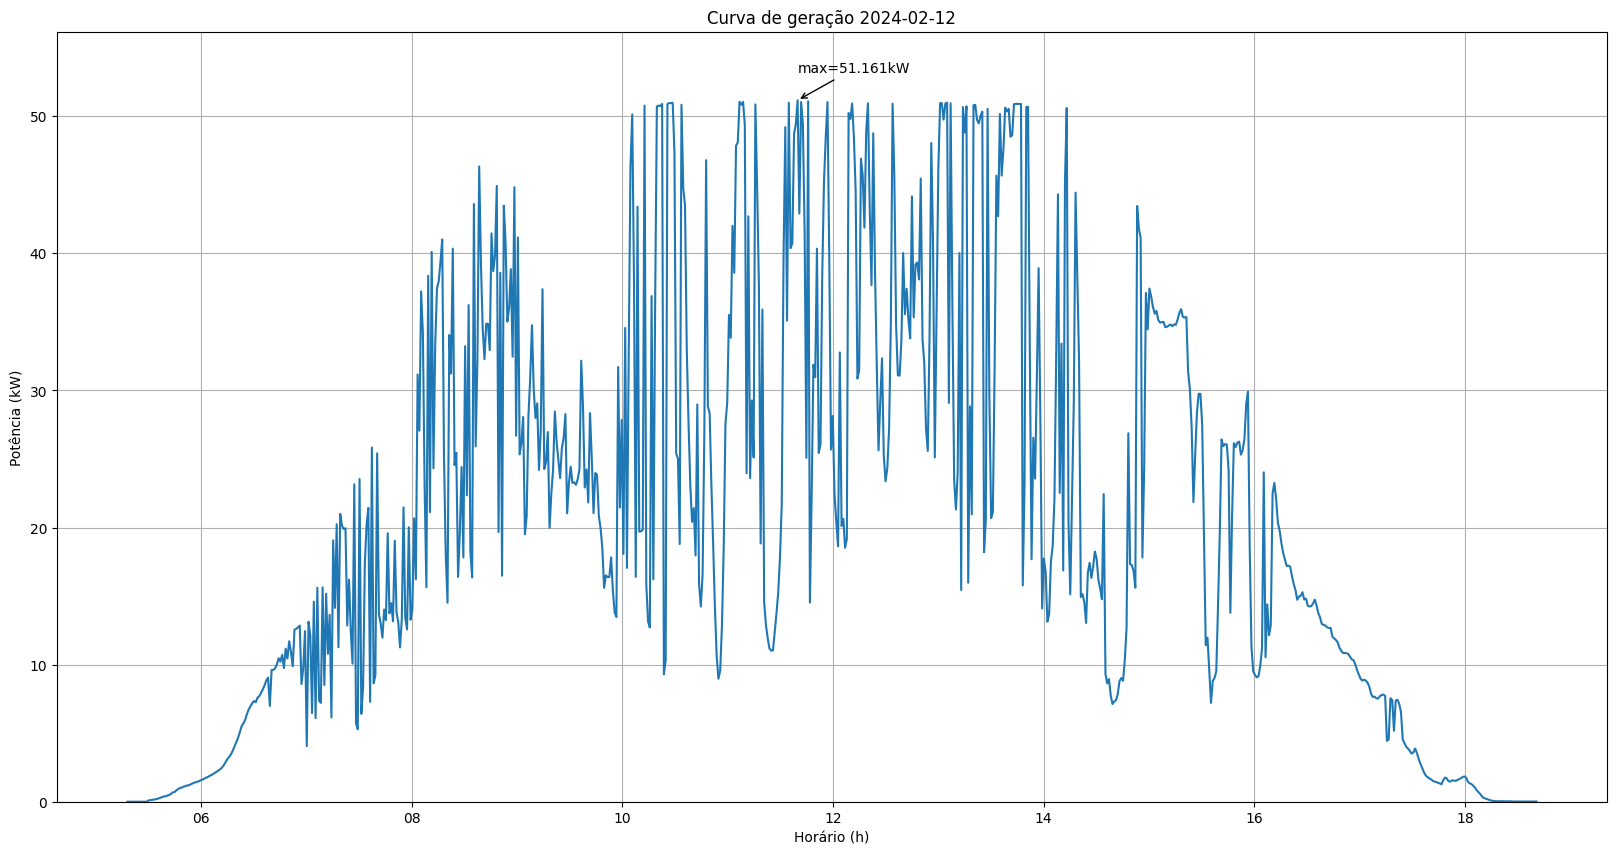 Curva de geração 2024-02-12
max=51.161kW
50
40
30
20
10
0
Potência (kW)
06 08 10 12 14 16 18
Horário (h)